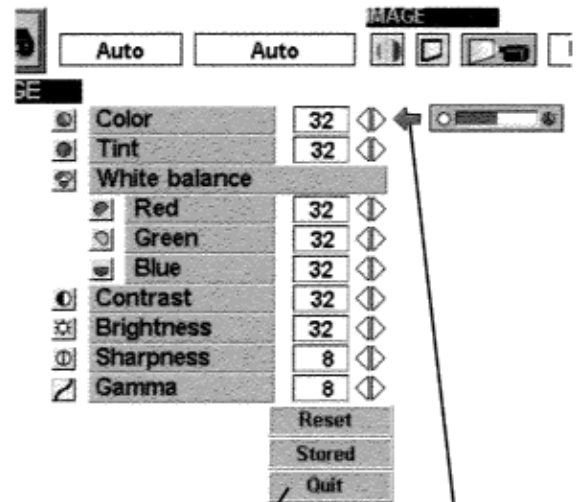 IMAGE
Auto Auto
GE
Color 32
Tint 32
White balance
Red 32
Green 32
Blue 32
Contrast 32
Brightness 32
Sharpness 8
Gamma 8
Reset
Stored
Quit